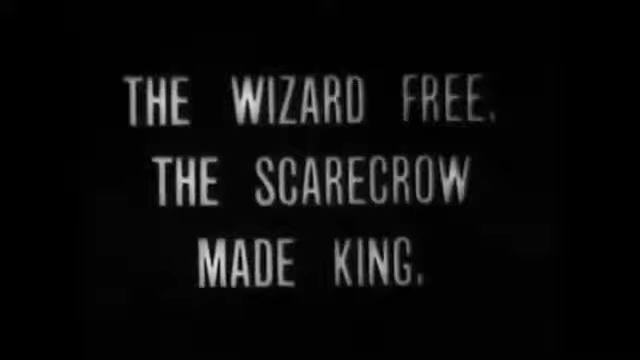 THE WIZARD FREE.
THE SCARECROW
MADE KING.